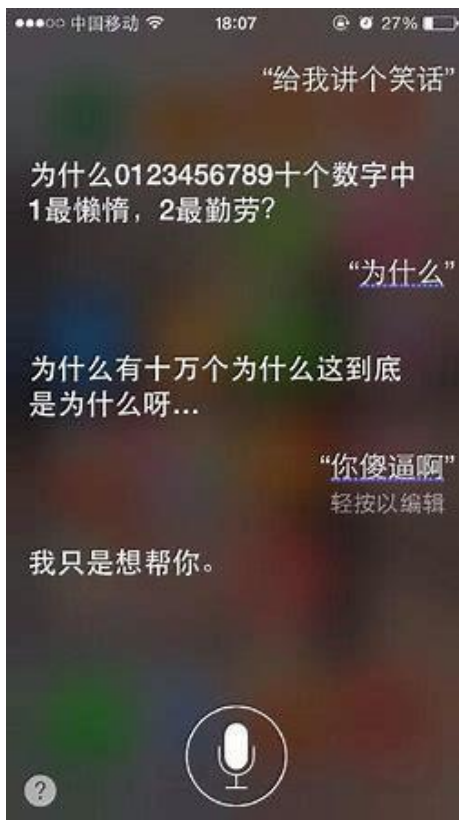 中国移动 18:07 27%
“给我讲个笑话”
为什么0123456789十个数字中
1最懒惰，2最勤劳？
“为什么”
为什么有十万个为什么这到底
是为什么呀...
“你傻逼啊”
轻按以编辑
我只是想帮你。
?